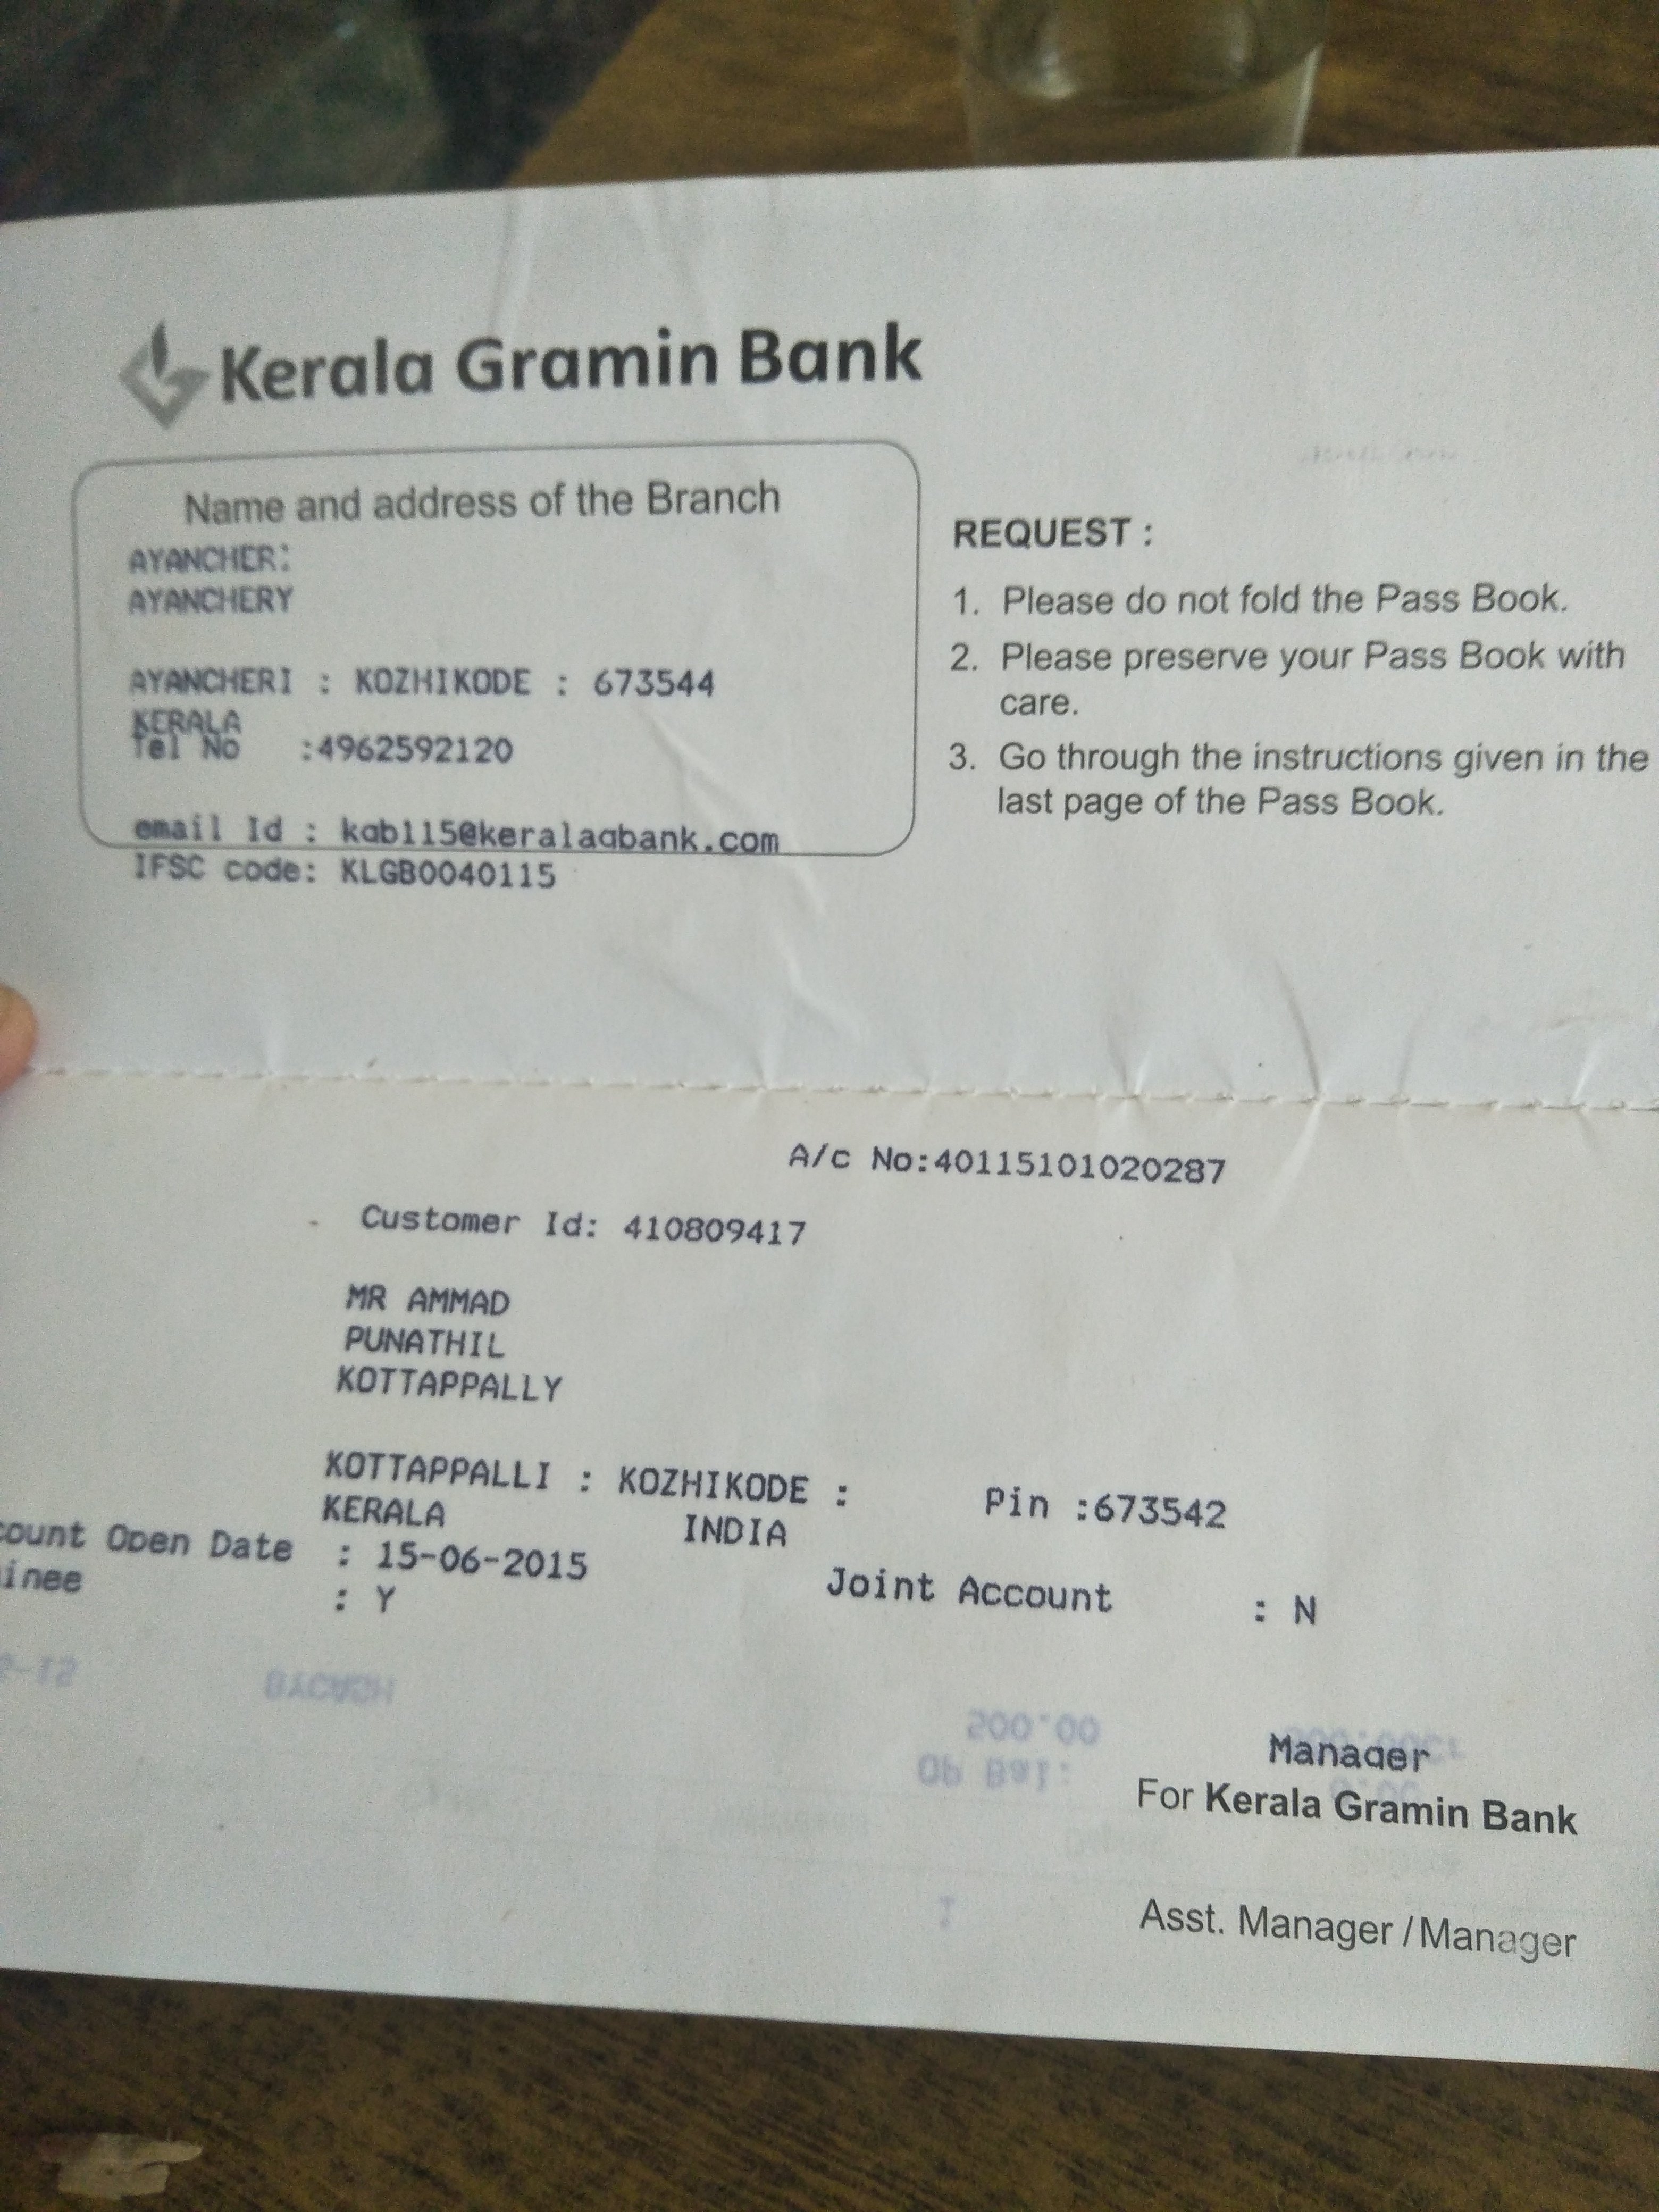 Kerala Gramin Bank
Name and address of the Branch
AYANCHER:
AYANCHERY
AYANCHERI : KOZHIKODE : 673544
KERALA
Tel No :4962592120
email Id : kgb115@keralagbank.com
IFSC code: KLGB0040115
REQUEST :
1. Please do not fold the Pass Book.
2. Please preserve your Pass Book with
care.
3. Go through the instructions given in the
last page of the Pass Book.
A/c No:40115101020287
Customer Id: 410809417
MR AMMAD
PUNATHIL
KOTTAPPALLY
KOTTAPPALLI : KOZHIKODE : Pin :673542
KERALA INDIA
count Open Date : 15-06-2015
inee : Y Joint Account : N
Manager
For Kerala Gramin Bank
Asst. Manager / Manager